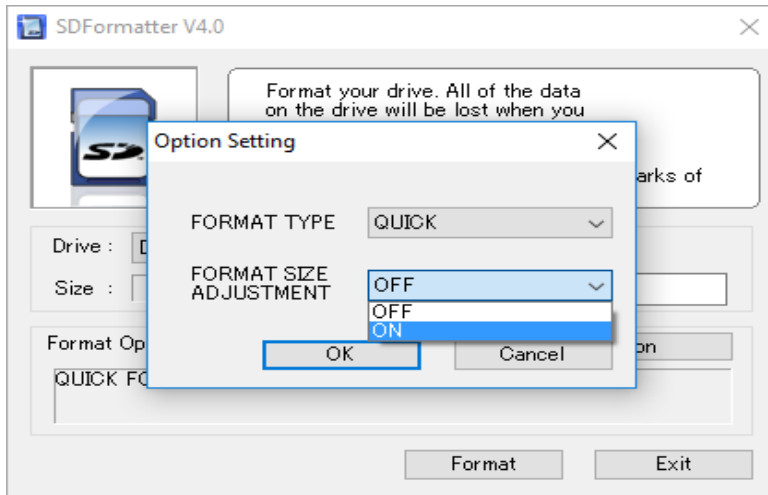 SDFormatter V4.0
Format your drive. All of the data
on the drive will be lost when you
SD
Option Setting
arks of
FORMAT TYPE QUICK
Drive :
FORMAT SIZE
ADJUSTMENT OFF
Size :
OFF
ON
Format Op
OK Cancel
on
QUICK FO
Format Exit